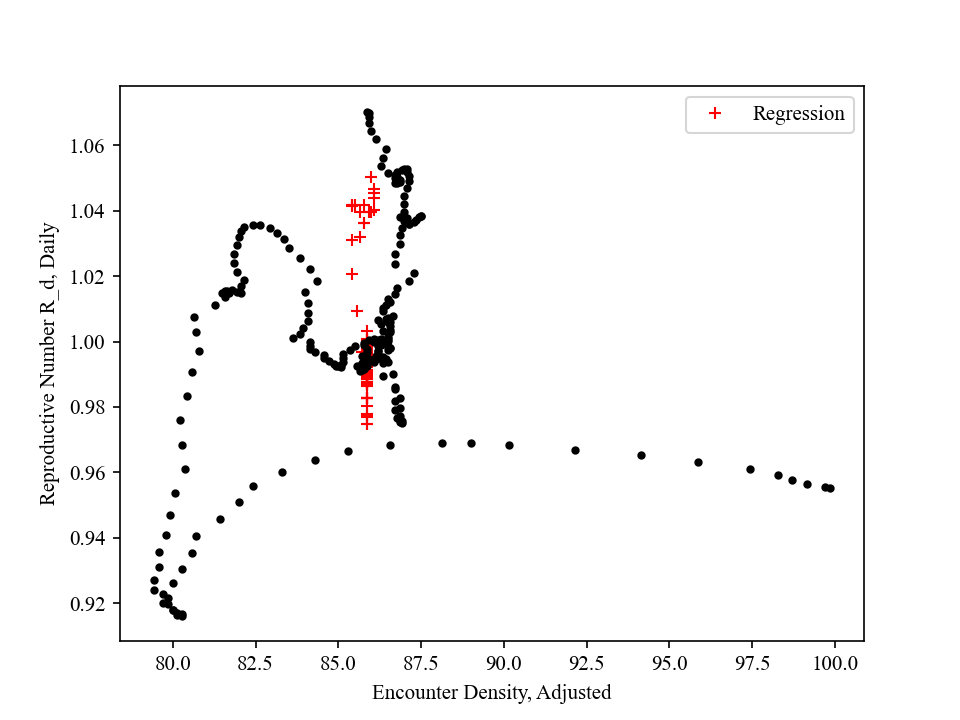 Regression
1.06
1.04
1.02
1.00
0.98
0.96
0.94
0.92
Reproductive Number R_d, Daily
80.0 82.5 85.0 87.5 90.0 92.5 95.0 97.5 100.0
Encounter Density, Adjusted